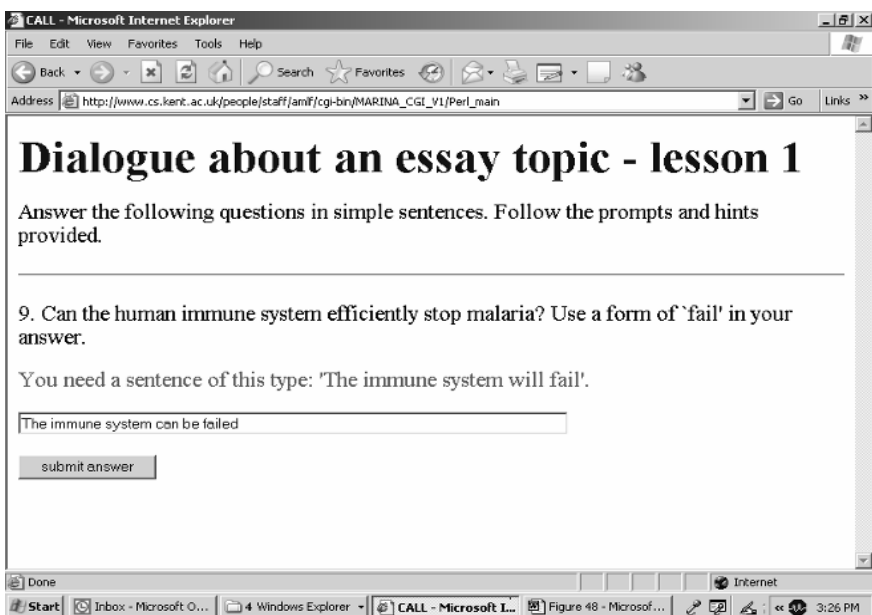 CALL - Microsoft Internet Explorer
File Edit View Favorites Tools Help
Back Search Favorites
Address http://www.cs.kent.ac.uk/people/staff/amf/cgi-bin/MARINA_CGI_V1/Perl_main Go Links »
Dialogue about an essay topic - lesson 1
Answer the following questions in simple sentences. Follow the prompts and hints
provided.
9. Can the human immune system efficiently stop malaria? Use a form of `fail' in your
answer.
You need a sentence of this type: 'The immune system will fail'.
The immune system can be failed
submit answer
Done Internet
Start Inbox - Microsoft O... 4 Windows Explorer CALL - Microsoft I... Figure 48 - Microsof... « 3:26 PM